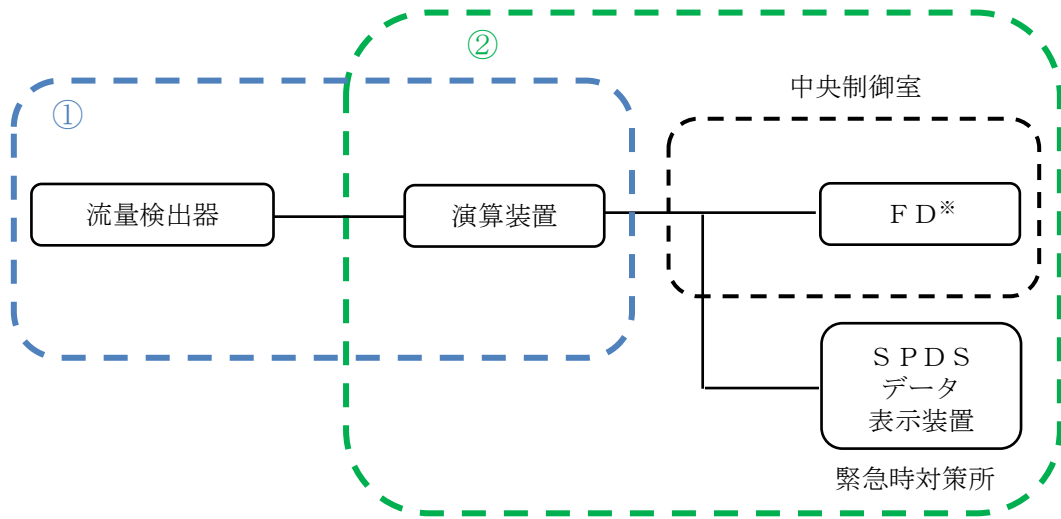 ②
①
中央制御室
流量検出器
演算装置
ＦＤ※
ＳＰＤＳ
データ
表示装置
緊急時対策所